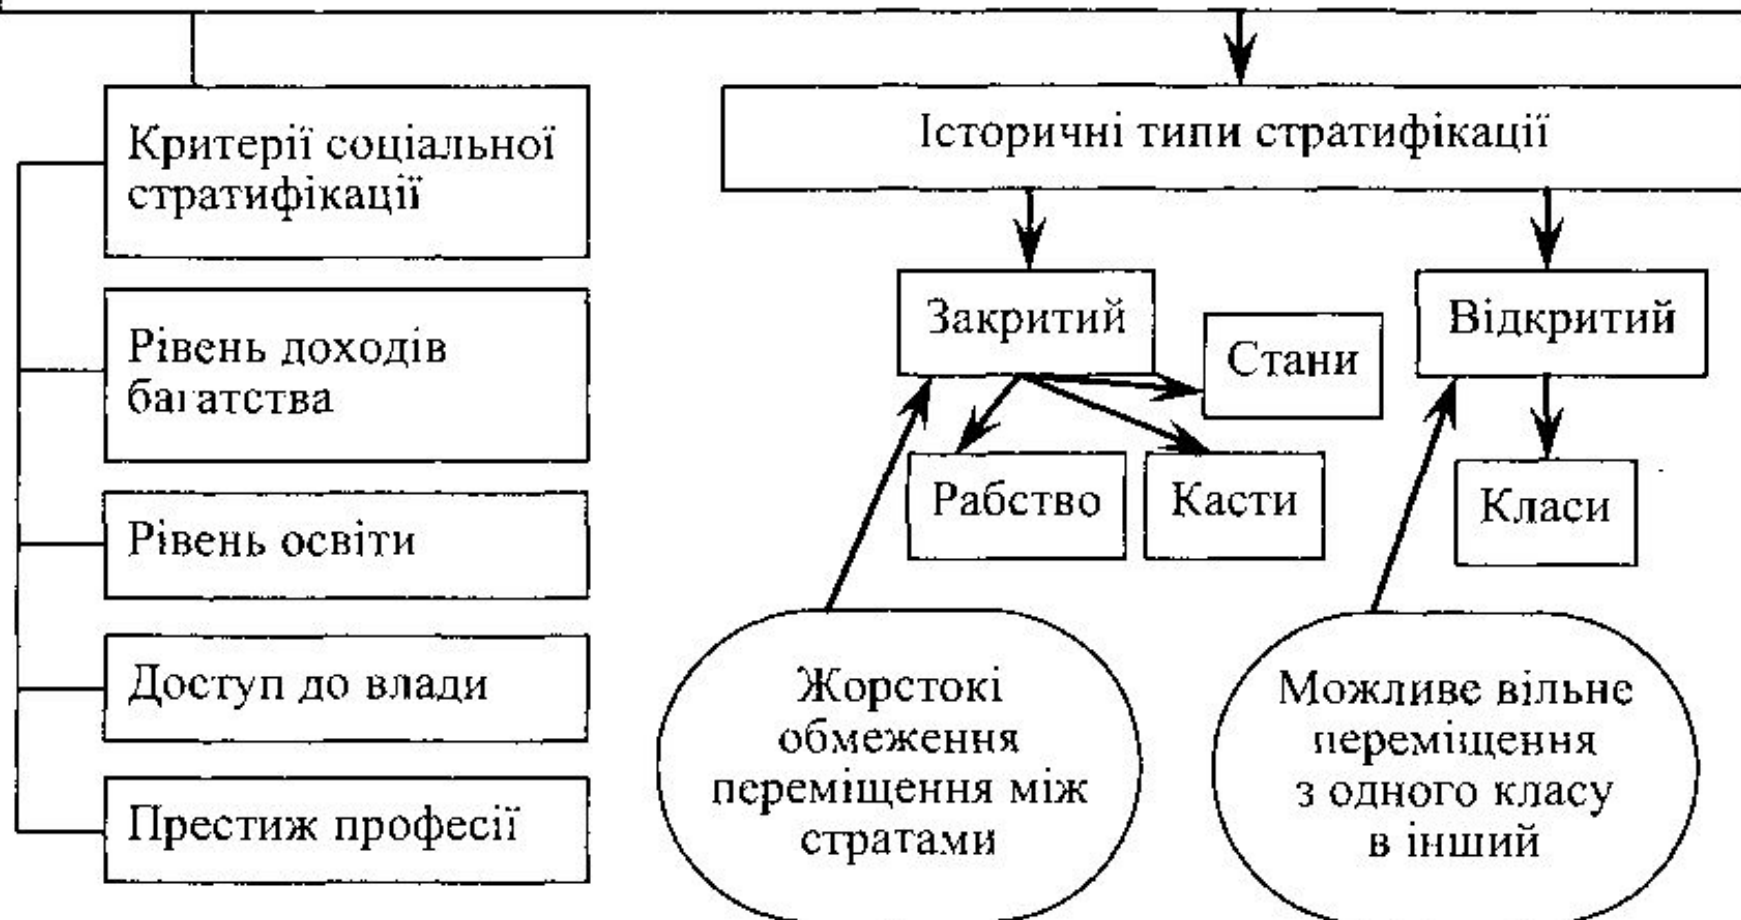 Критерії соціальної
стратифікації
Рівень доходів
багатства
Рівень освіти
Доступ до влади
Престиж професії
Історичні типи стратифікації
Закритий
Відкритий
Стани
Рабство
Касти
Класи
Жорстокі
обмеження
переміщення між
стратами
Можливе вільне
переміщення
з одного класу
в інший